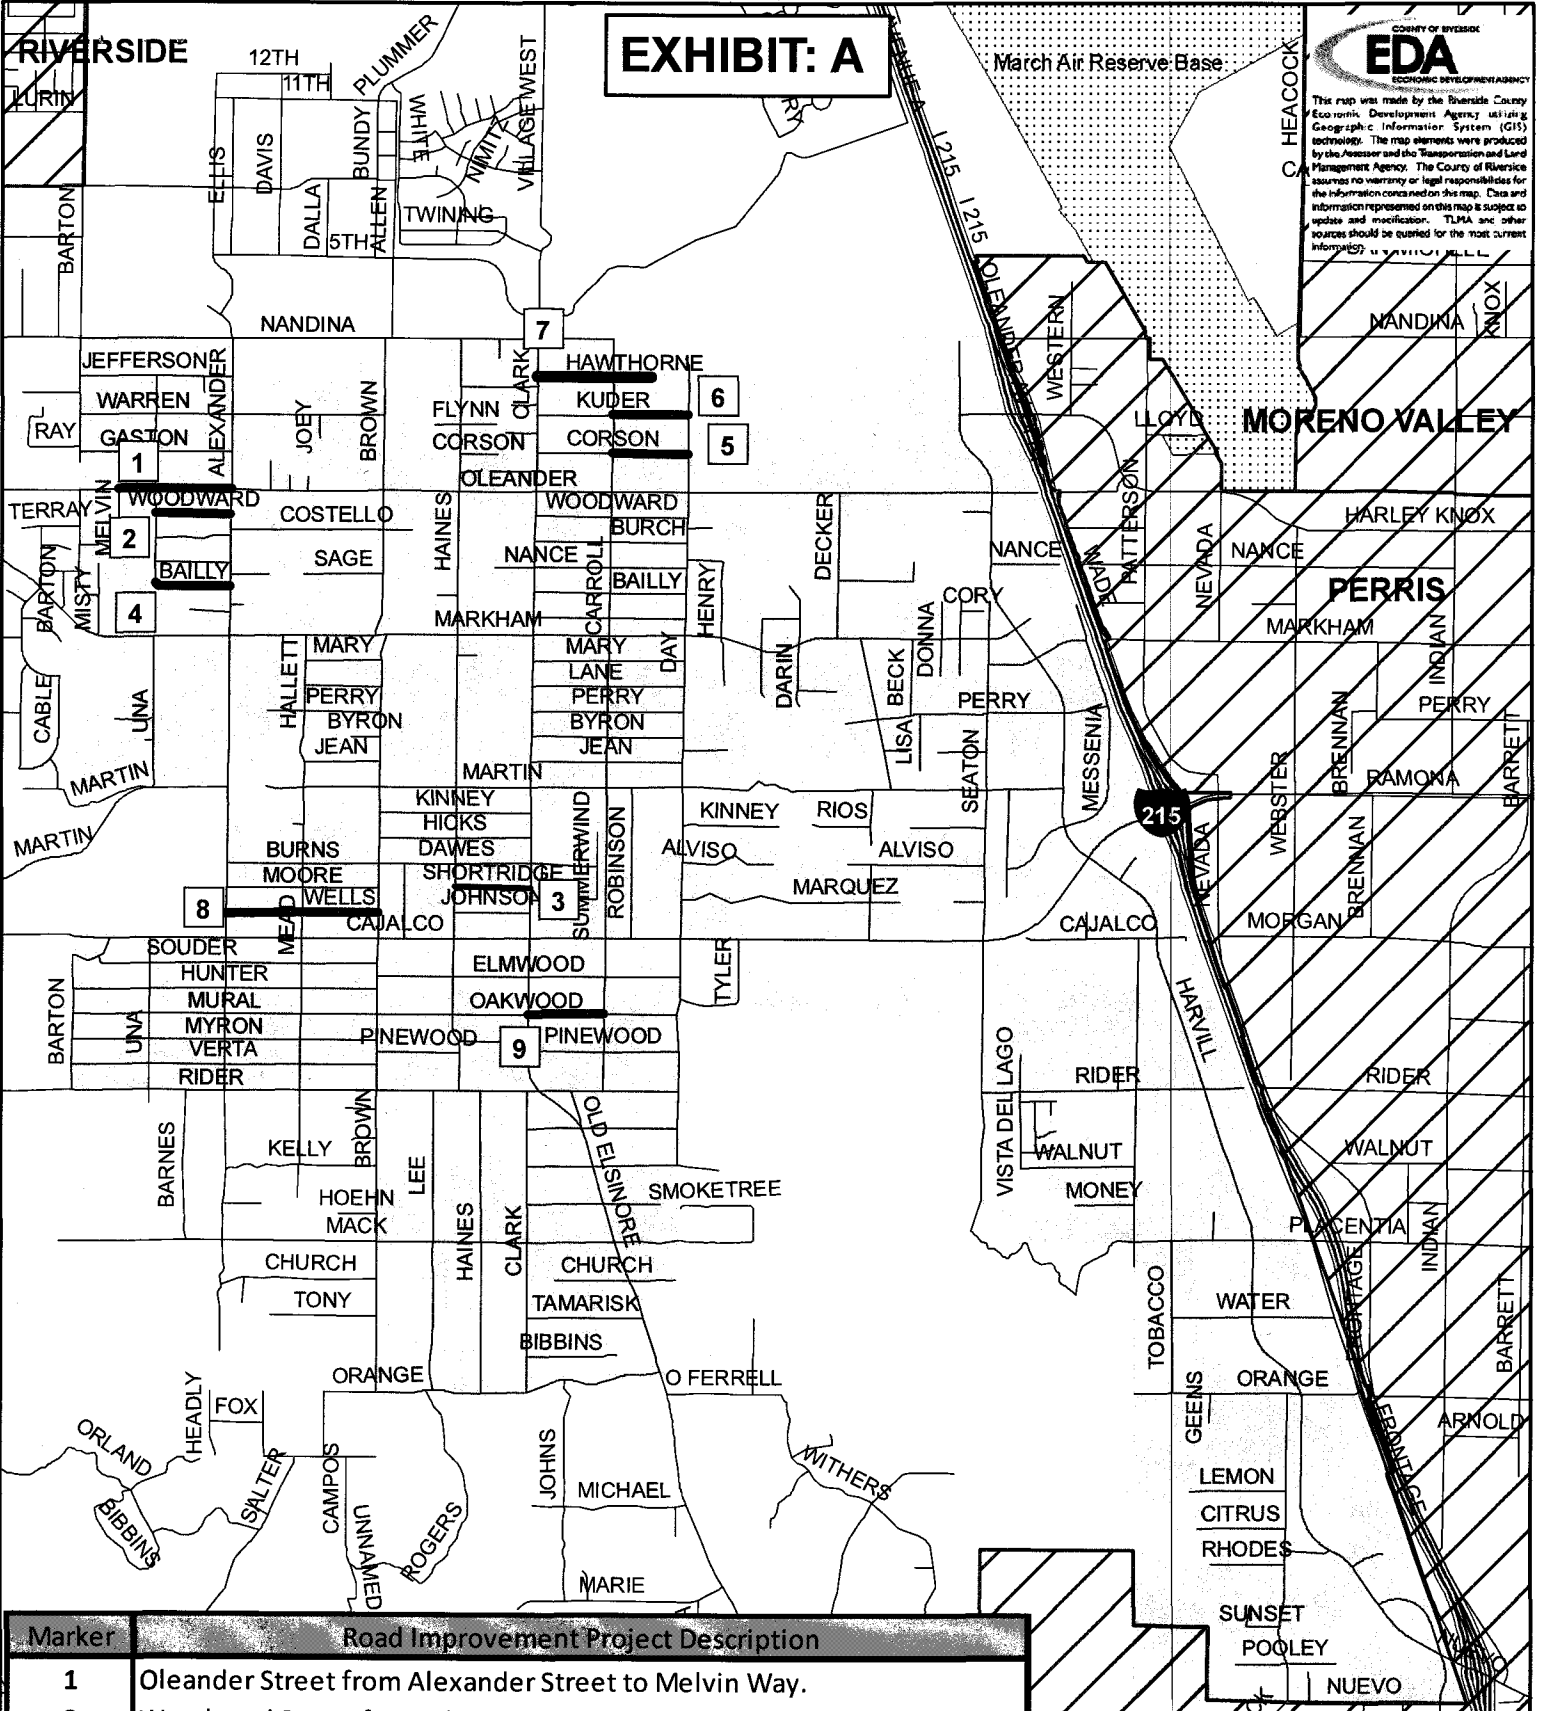 EXHIBIT: A
RIVERSIDE
LURIN
12TH
11TH
PLUMMER
WHITE
NIMITZ
VILLAGE WEST
BUNDY
DAVIS
ELLIS
DALLA
ALLEN
5TH
TWINING
BARTON
AVENUE A
I 215
I 215
March Air Reserve Base
HEACOCK
COUNTY OF RIVERSIDE
EDA
ECONOMIC DEVELOPMENT AGENCY
This map was made by the Riverside County
Economic Development Agency utilizing
Geographic Information System (GIS)
technology. The map elements were produced
by the Assessor and the Transportation and Land
Management Agency. The County of Riverside
assumes no warranty or legal responsibilities for
the information contained on this map. Data and
information represented on this map is subject to
update and modification. TLMA and other
sources should be queried for the most current
information.
NANDINA
7
OLEANDER
WESTERN
NANDINA
KNOX
JEFFERSON
ALEXANDER
WARREN
RAY
GASTON
1
JOEY
BROWN
FLYNN
CORSON
CLARK
HAWTHORNE
KUDER
6
CORSON
5
OLEANDER
LLOYD
MORENO VALLEY
WOODWARD
TERRAY
MELVIN
2
COSTELLO
HAINES
WOODWARD
BURCH
DECKER
PATTERSON
HARLEY KNOX
BARTON
MISTY
BAILLY
4
SAGE
NANCE
CARROLL
BAILLY
HENRY
NANCE
WADE
NEVADA
NANCE
PERRIS
MARKHAM
CORY
DONNA
MARKHAM
INDIAN
CABLE
UNA
HALLETT
MARY
PERRY
BYRON
JEAN
MARY
LANE
PERRY
BYRON
JEAN
DAY
DARIN
BECK
LISA
PERRY
SEATON
MESSENIA
BRENNAN
PERRY
BARRETT
MARTIN
MARTIN
MARTIN
KINNEY
HICKS
DAWES
SHORTRIDGE
JOHNSON
3
SUMMERWIND
ROBINSON
KINNEY
RIOS
ALVISO
ALVISO
MARQUEZ
215
RAMONA
WEBSTER
BRENNAN
NEVADA
BURNS
MOORE
WELLS
8
MEAD
CAJALCO
CAJALCO
MORGAN
SOUDER
HUNTER
MURAL
MYRON
VERTA
RIDER
BARTON
UNA
ELMWOOD
OAKWOOD
PINEWOOD
9
PINEWOOD
TYLER
HARVILL
VISTA DEL LAGO
RIDER
RIDER
BARNES
KELLY
BROWN
LEE
HOEHN
MACK
OLD ELSINORE
SMOKETREE
WALNUT
MONEY
WALNUT
PLACENTIA
INDIAN
CHURCH
TONY
HAINES
CLARK
CHURCH
TAMARISK
BIBBINS
TOBACCO
WATER
FRONTAGE
BARRETT
ORANGE
O FERRELL
ORANGE
GEENS
ARNOLD
FRONTAGE
HEADLY
FOX
ORLAND
BIBBINS
SALTER
CAMPOS
UNNAMED
ROGERS
JOHNS
MICHAEL
MARIE
WITHERS
LEMON
CITRUS
RHODES
SUNSET
POOLEY
NUEVO
Marker Road Improvement Project Description
1 Oleander Street from Alexander Street to Melvin Way.